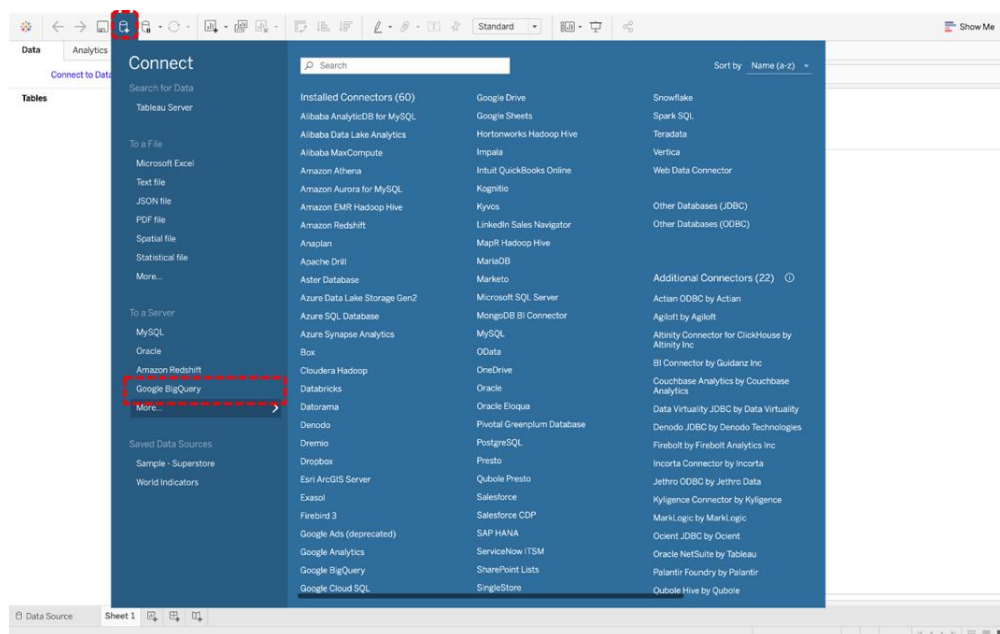 Standard
Show Me
Data
Analytics
Connect to Data
Tables
Connect
Search for Data
Tableau Server
To a File
Microsoft Excel
Text file
JSON file
PDF file
Spatial file
Statistical file
More...
To a Server
MySQL
Oracle
Amazon Redshift
Google BigQuery
More...
Saved Data Sources
Sample - Superstore
World Indicators
Search
Sort by Name (a-z)
Installed Connectors (60)
Alibaba AnalyticDB for MySQL
Alibaba Data Lake Analytics
Alibaba MaxCompute
Amazon Athena
Amazon Aurora for MySQL
Amazon EMR Hadoop Hive
Amazon Redshift
Anaplan
Apache Drill
Aster Database
Azure Data Lake Storage Gen2
Azure SQL Database
Azure Synapse Analytics
Box
Cloudera Hadoop
Databricks
Datorama
Denodo
Dremio
Dropbox
Esri ArcGIS Server
Exasol
Firebird 3
Google Ads (deprecated)
Google Analytics
Google BigQuery
Google Cloud SQL
Google Drive
Google Sheets
Hortonworks Hadoop Hive
Impala
Intuit QuickBooks Online
Kognitio
Kyvos
LinkedIn Sales Navigator
MapR Hadoop Hive
MariaDB
Marketo
Microsoft SQL Server
MongoDB BI Connector
MySQL
OData
OneDrive
Oracle
Oracle Eloqua
Pivotal Greenplum Database
PostgreSQL
Presto
Qubole Presto
Salesforce
Salesforce CDP
SAP HANA
ServiceNow ITSM
SharePoint Lists
SingleStore
Snowflake
Spark SQL
Teradata
Vertica
Web Data Connector
Other Databases (JDBC)
Other Databases (ODBC)
Additional Connectors (22)
Actian ODBC by Actian
Agiloft by Agiloft
Altinity Connector for ClickHouse by
Altinity Inc
BI Connector by Guidanz Inc
Couchbase Analytics by Couchbase
Analytics
Data Virtuality JDBC by Data Virtuality
Denodo JDBC by Denodo Technologies
Firebolt by Firebolt Analytics Inc
Incorta Connector by Incorta
Jethro ODBC by Jethro Data
Kyligence Connector by Kyligence
MarkLogic by MarkLogic
Ocient JDBC by Ocient
Oracle NetSuite by Tableau
Palantir Foundry by Palantir
Qubole Hive by Qubole
Data Source
Sheet 1